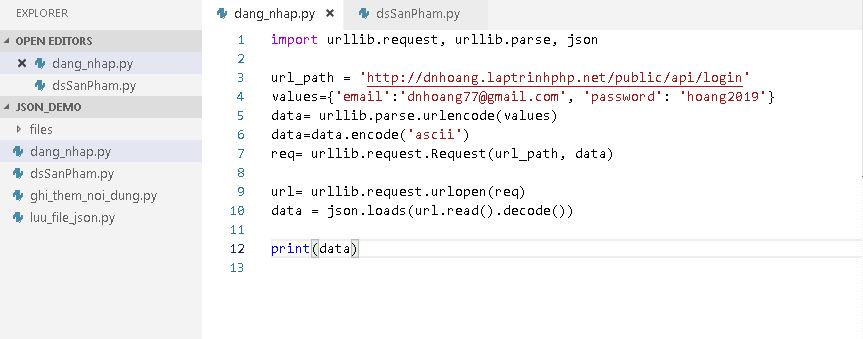 EXPLORER
OPEN EDITORS
dang_nhap.py
dsSanPham.py
JSON_DEMO
files
dang_nhap.py
dsSanPham.py
ghi_them_noi_dung.py
luu_file_json.py
dang_nhap.py dsSanPham.py
1 import urllib.request, urllib.parse, json
2
3 url_path = 'http://dnhoang.laptrinhphp.net/public/api/login'
4 values={'email':'dnhoang77@gmail.com', 'password': 'hoang2019'}
5 data= urllib.parse.urlencode(values)
6 data=data.encode('ascii')
7 req= urllib.request.Request(url_path, data)
8
9 url= urllib.request.urlopen(req)
10 data = json.loads(url.read().decode())
11
12 print(data)
13